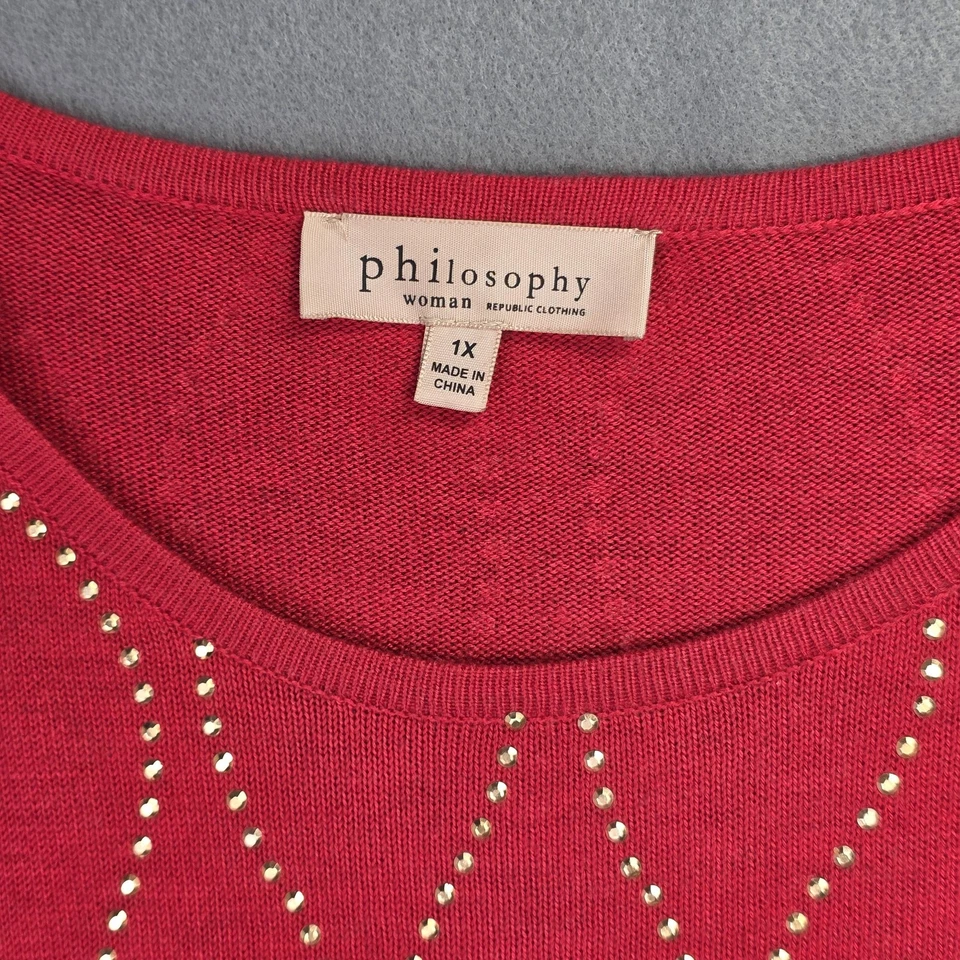 philosophy
woman REPUBLIC CLOTHING
1X
MADE IN
CHINA